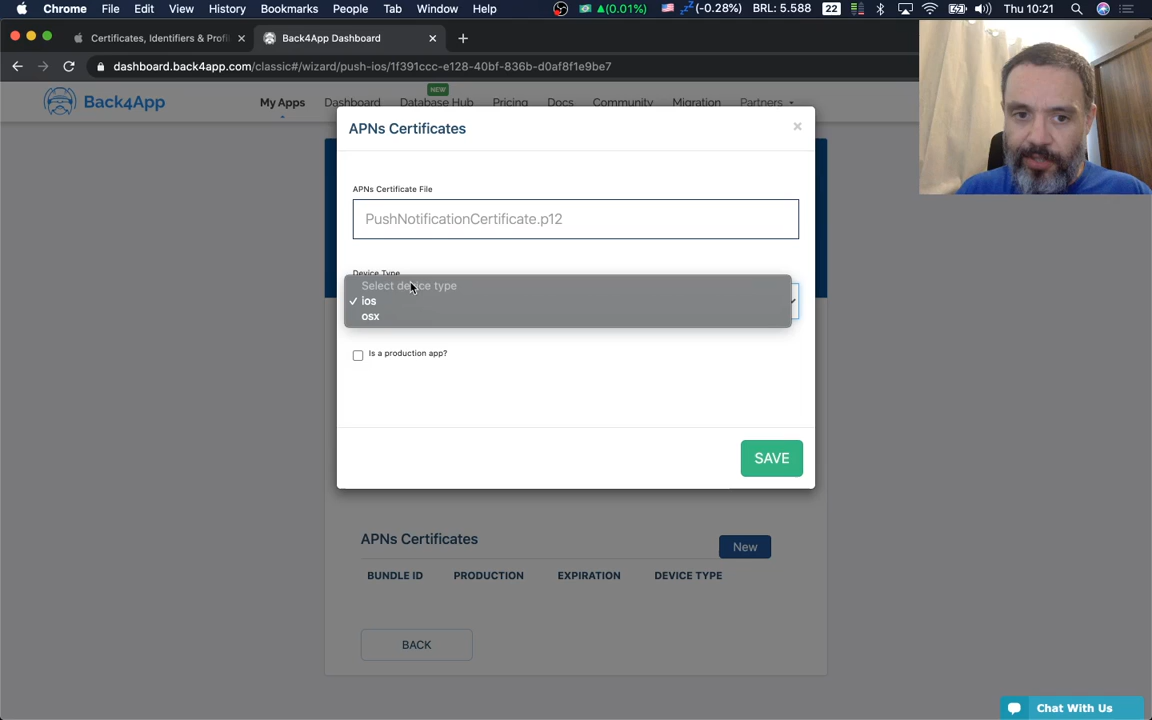 Chrome File Edit View History Bookmarks People Tab Window Help (0.01%) (-0.28%) BRL: 5.588 22 Thu 10:21
Certificates, Identifiers & Profi Back4App Dashboard
dashboard.back4app.com/classic#/wizard/push-ios/1f391ccc-e128-40bf-836b-d0af8f1e9be7
NEW
Back4App My Apps Dashboard Database Hub Pricing Docs Community Migration Partners
APNs Certificates ×
APNs Certificate File
PushNotificationCertificate.p12
Device Type
Select device type
✓ ios
osx
Is a production app?
SAVE
APNs Certificates New
BUNDLE ID PRODUCTION EXPIRATION DEVICE TYPE
BACK
Chat With Us